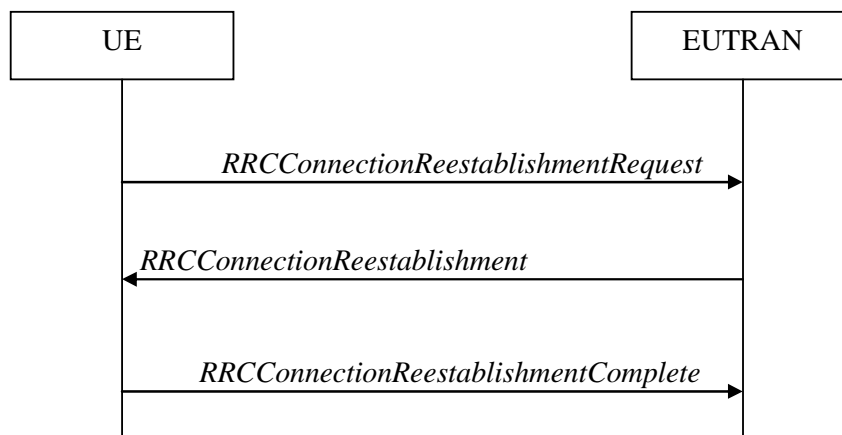 UE
EUTRAN
RRCConnectionReestablishmentRequest
RRCConnectionReestablishment
RRCConnectionReestablishmentComplete